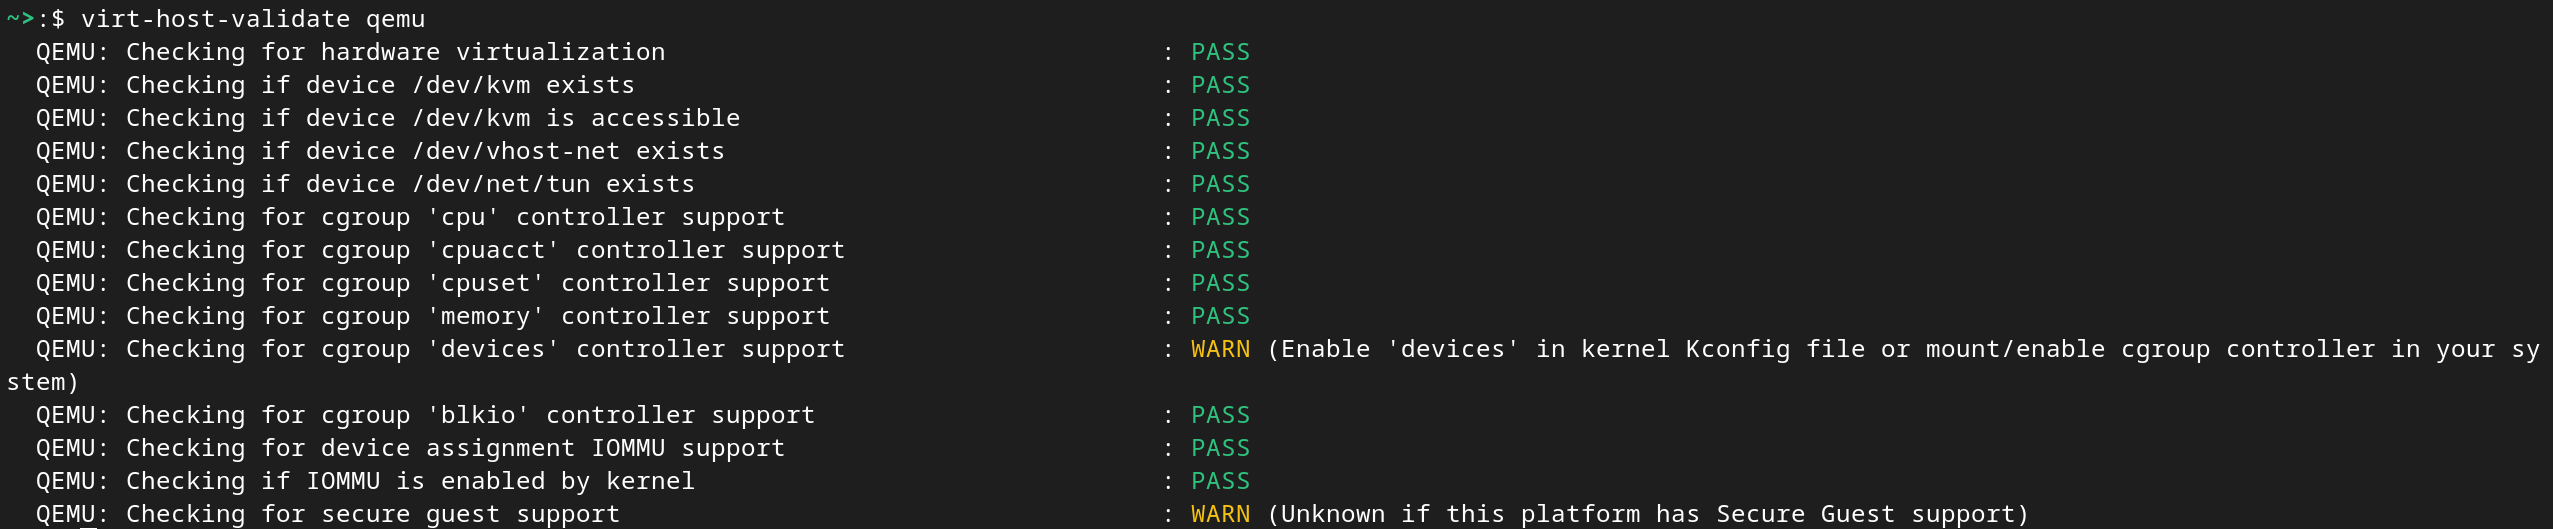 ~>:$ virt-host-validate qemu
  QEMU: Checking for hardware virtualization                                 : PASS
  QEMU: Checking if device /dev/kvm exists                                   : PASS
  QEMU: Checking if device /dev/kvm is accessible                            : PASS
  QEMU: Checking if device /dev/vhost-net exists                             : PASS
  QEMU: Checking if device /dev/net/tun exists                               : PASS
  QEMU: Checking for cgroup 'cpu' controller support                         : PASS
  QEMU: Checking for cgroup 'cpuacct' controller support                     : PASS
  QEMU: Checking for cgroup 'cpuset' controller support                      : PASS
  QEMU: Checking for cgroup 'memory' controller support                      : PASS
  QEMU: Checking for cgroup 'devices' controller support                     : WARN (Enable 'devices' in kernel Kconfig file or mount/enable cgroup controller in your sy
stem)
  QEMU: Checking for cgroup 'blkio' controller support                       : PASS
  QEMU: Checking for device assignment IOMMU support                         : PASS
  QEMU: Checking if IOMMU is enabled by kernel                               : PASS
  QEMU: Checking for secure guest support                                    : WARN (Unknown if this platform has Secure Guest support)